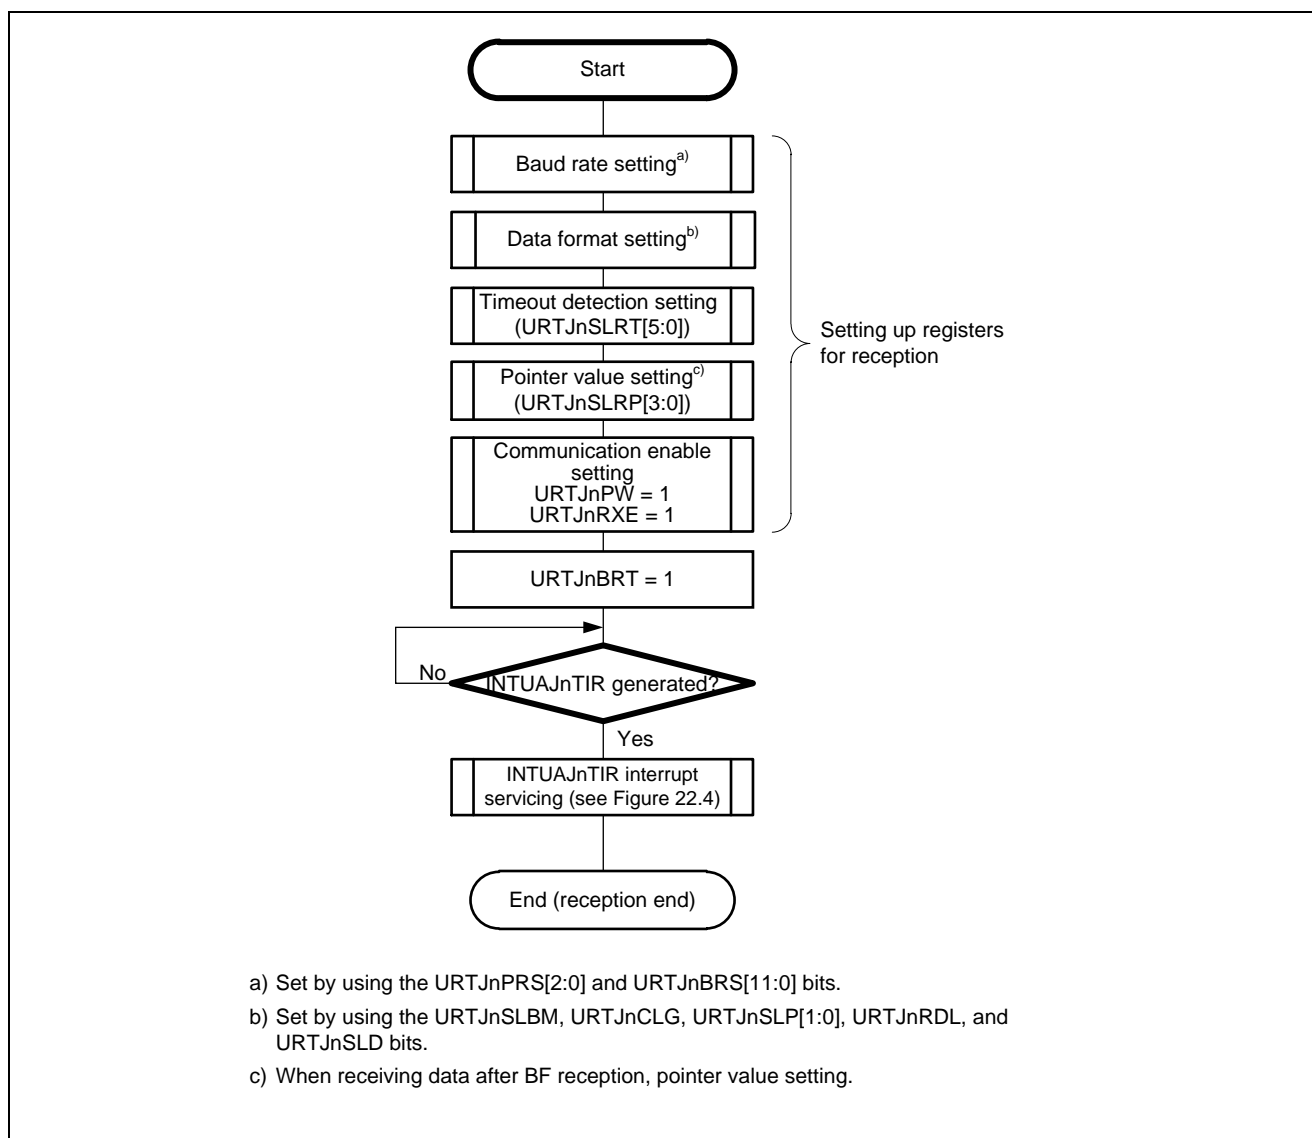 Start
Baud rate setting a)
Data format setting b)
Timeout detection setting
(URTJnSLRT[5:0])
Pointer value setting c)
(URTJnSLRP[3:0])
Communication enable
setting
URTJnPW = 1
URTJnRXE = 1
Setting up registers
for reception
URTJnBRT = 1
No
INTUAJnTIR generated?
Yes
INTUAJnTIR interrupt
servicing (see Figure 22.4)
End (reception end)
a) Set by using the URTJnPRS[2:0] and URTJnBRS[11:0] bits.
b) Set by using the URTJnSLBM, URTJnCLG, URTJnSLP[1:0], URTJnRDL, and
URTJnSLD bits.
c) When receiving data after BF reception, pointer value setting.